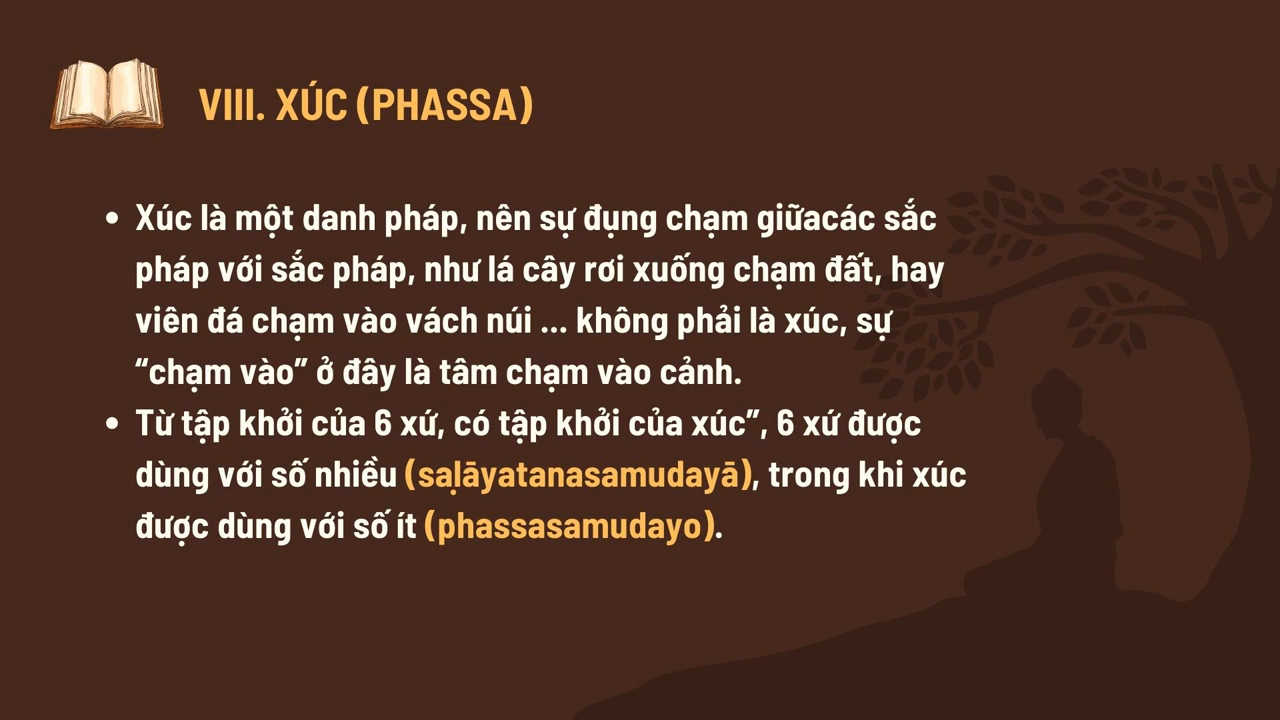 VIII. XÚC (PHASSA)
• Xúc là một danh pháp, nên sự đụng chạm giữacác sắc
pháp với sắc pháp, như lá cây rơi xuống chạm đất, hay
viên đá chạm vào vách núi ... không phải là xúc, sự
“chạm vào” ở đây là tâm chạm vào cảnh.
• Từ tập khởi của 6 xứ, có tập khởi của xúc”, 6 xứ được
dùng với số nhiều (saḷāyatanasamudayā), trong khi xúc
được dùng với số ít (phassasamudayo).